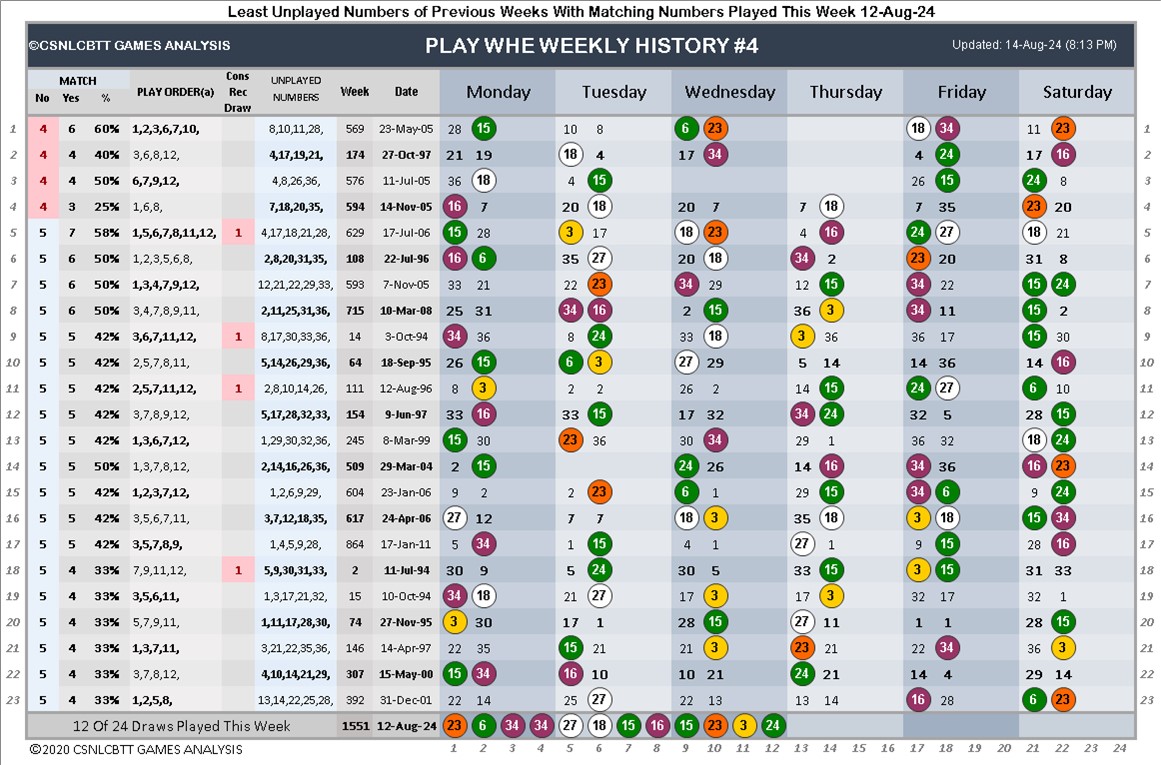 Least Unplayed Numbers of Previous Weeks With Matching Numbers Played This Week 12-Aug-24
©CSNLCBTT GAMES ANALYSIS PLAY WHE WEEKLY HISTORY #4 Updated: 14-Aug-24 (8:13 PM)
MATCH No Yes % PLAY ORDER(a) Cons Rec Draw UNPLAYED NUMBERS Week Date Monday Tuesday Wednesday Thursday Friday Saturday
1 4 6 60% 1,2,3,6,7,10, 8,10,11,28, 569 23-May-05 28 15 10 8 6 23 18 34 11 23 1
2 4 4 40% 3,6,8,12, 4,17,19,21, 174 27-Oct-97 21 19 18 4 17 34 4 24 17 16 2
3 4 4 50% 6,7,9,12, 4,8,26,36, 576 11-Jul-05 36 18 4 15 26 15 24 8 3
4 4 3 25% 1,6,8, 7,18,20,35, 594 14-Nov-05 16 7 20 18 20 7 7 18 7 35 23 20 4
5 5 7 58% 1,5,6,7,8,11,12, 1 4,17,18,21,28, 629 17-Jul-06 15 28 3 17 18 23 4 16 24 27 18 21 5
6 5 6 50% 1,2,3,5,6,8, 2,8,20,31,35, 108 22-Jul-96 16 6 35 27 20 18 34 2 23 20 31 8 6
7 5 6 50% 1,3,4,7,9,12, 12,21,22,29,33, 593 7-Nov-05 33 21 22 23 34 29 12 15 34 22 15 24 7
8 5 6 50% 3,4,7,8,9,11, 2,11,25,31,36, 715 10-Mar-08 25 31 34 16 2 15 36 3 34 11 15 2 8
9 5 5 42% 3,6,7,11,12, 1 8,17,30,33,36, 14 3-Oct-94 34 36 8 24 33 18 3 36 36 17 15 30 9
10 5 5 42% 2,5,7,8,11, 5,14,26,29,36, 64 18-Sep-95 26 15 6 3 27 29 5 14 14 36 14 16 10
11 5 5 42% 2,5,7,11,12, 1 2,8,10,14,26, 111 12-Aug-96 8 3 2 2 26 2 14 15 24 27 6 10 11
12 5 5 42% 3,7,8,9,12, 5,17,28,32,33, 154 9-Jun-97 33 16 33 15 17 32 34 24 32 5 28 15 12
13 5 5 42% 1,3,6,7,12, 1,29,30,32,36, 245 8-Mar-99 15 30 23 36 30 34 29 1 36 32 18 24 13
14 5 5 50% 1,3,7,8,12, 2,14,16,26,36, 509 29-Mar-04 2 15 24 26 14 16 34 36 16 23 14
15 5 5 42% 1,2,3,7,12, 1,2,6,9,29, 604 23-Jan-06 9 2 2 23 6 1 29 15 34 6 9 24 15
16 5 5 42% 3,5,6,7,11, 3,7,12,18,35, 617 24-Apr-06 27 12 7 7 18 3 35 18 3 18 15 34 16
17 5 5 42% 3,5,7,8,9, 1,4,5,9,28, 864 17-Jan-11 5 34 1 15 4 1 27 1 9 15 28 16 17
18 5 4 33% 7,9,11,12, 1 5,9,30,31,33, 2 11-Jul-94 30 9 5 24 30 5 33 15 3 15 31 33 18
19 5 4 33% 3,5,6,11, 1,3,17,21,32, 15 10-Oct-94 34 18 21 27 17 3 17 3 32 17 32 1 19
20 5 4 33% 5,7,9,11, 1,11,17,28,30, 74 27-Nov-95 3 30 17 1 28 15 27 11 1 1 28 15 20
21 5 4 33% 1,3,7,11, 3,21,22,35,36, 146 14-Apr-97 22 35 15 21 21 3 23 21 22 34 36 3 21
22 5 4 33% 3,7,8,12, 4,10,14,21,29, 307 15-May-00 15 34 16 10 10 21 24 21 14 4 29 14 22
23 5 4 33% 1,2,5,8, 13,14,22,25,28, 392 31-Dec-01 22 14 25 27 22 13 13 14 16 28 6 23 23
12 Of 24 Draws Played This Week 1551 12-Aug-24 23 6 34 34 27 18 15 16 15 23 3 24
©2020 CSNLCBTT GAMES ANALYSIS 1 2 3 4 5 6 7 8 9 10 11 12 13 14 15 16 17 18 19 20 21 22 23 24